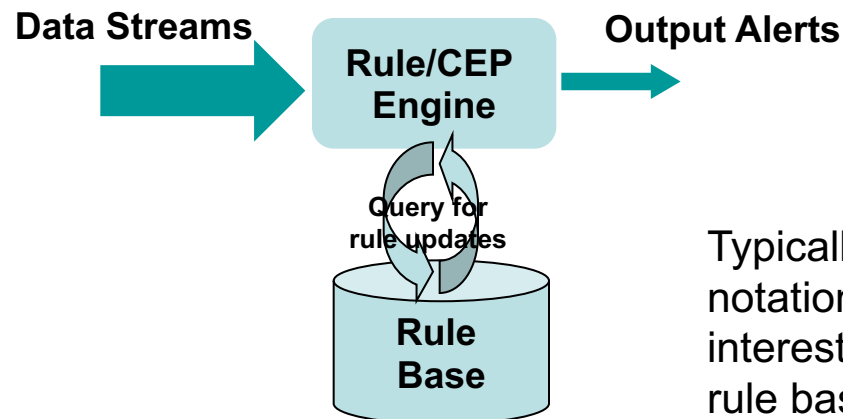 Data Streams
Output Alerts
Rule/CEP
Engine
Query for
rule updates
Rule
Base
Typicall
notation
interest
rule bas